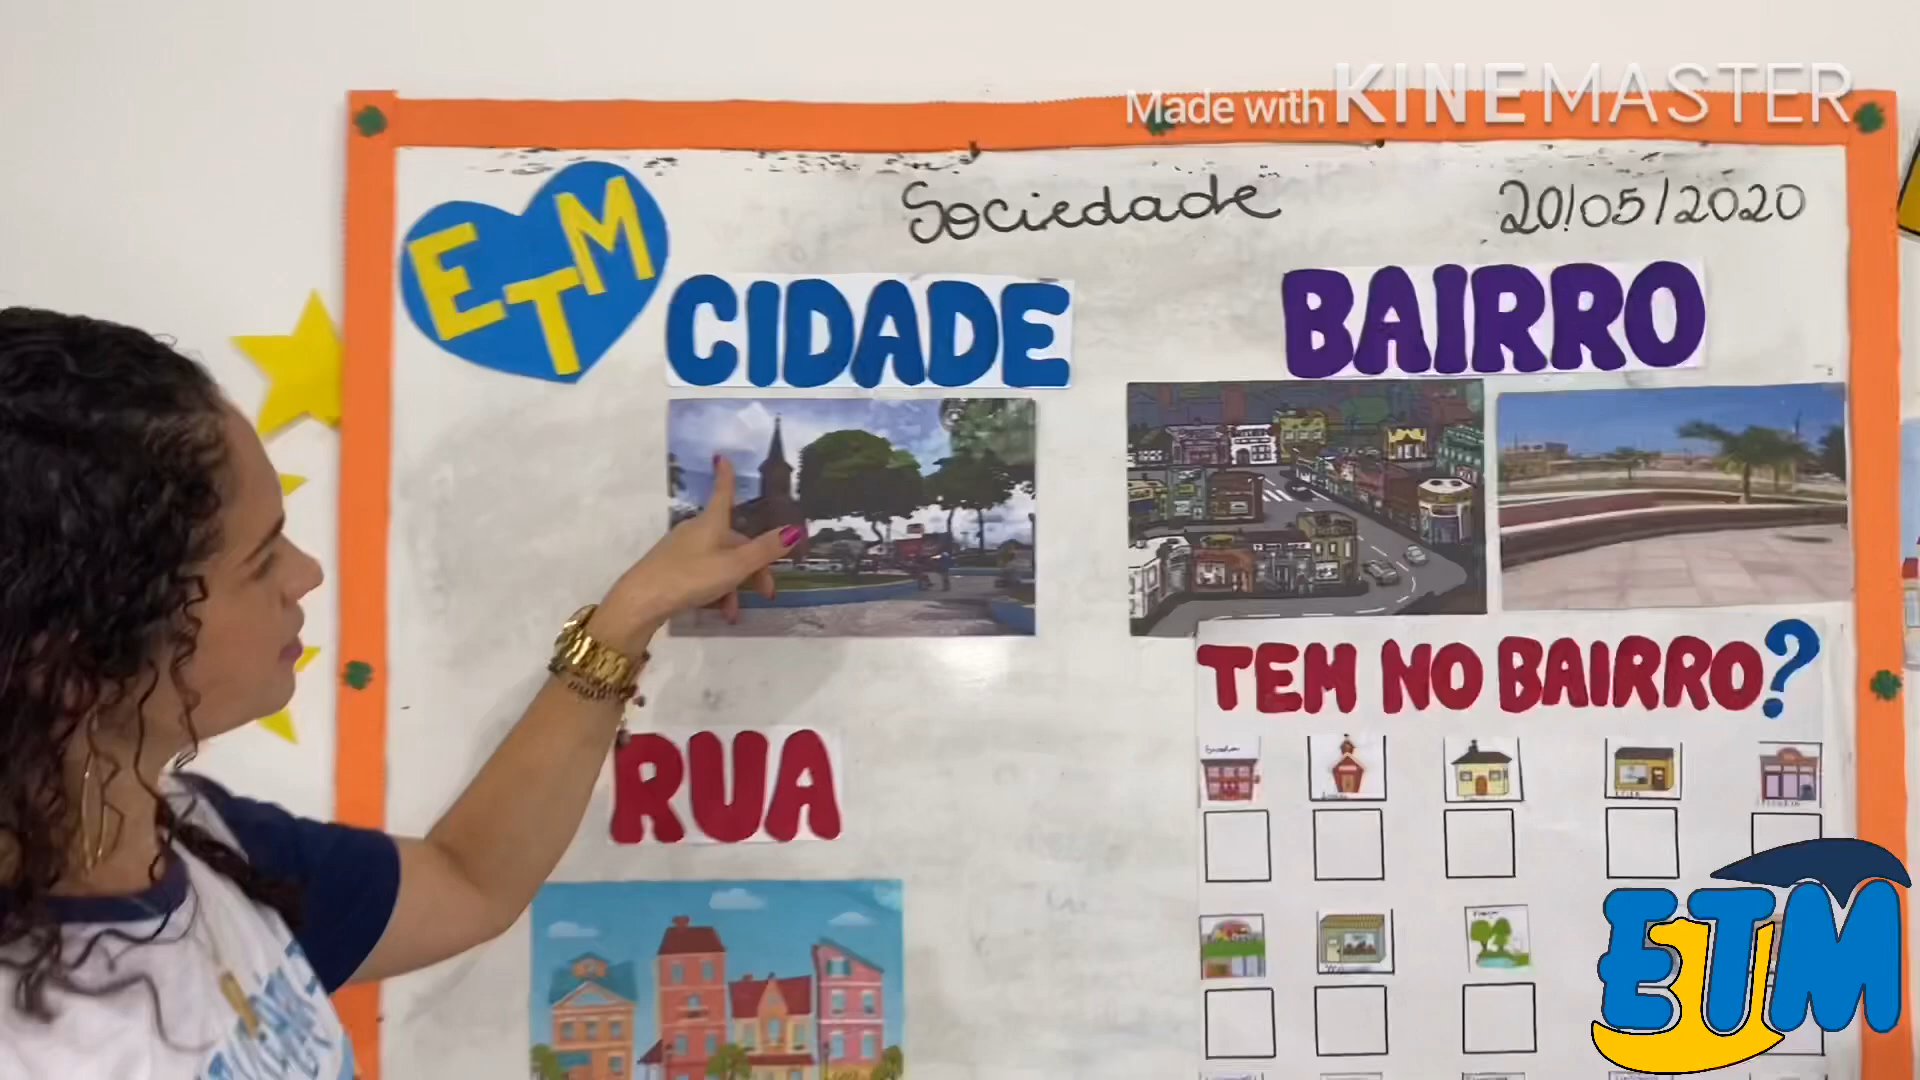 Made with KINEMASTER
Sociedade
20/05/2020
ETM
CIDADE
BAIRRO
TEM NO BAIRRO?
RUA
ETM